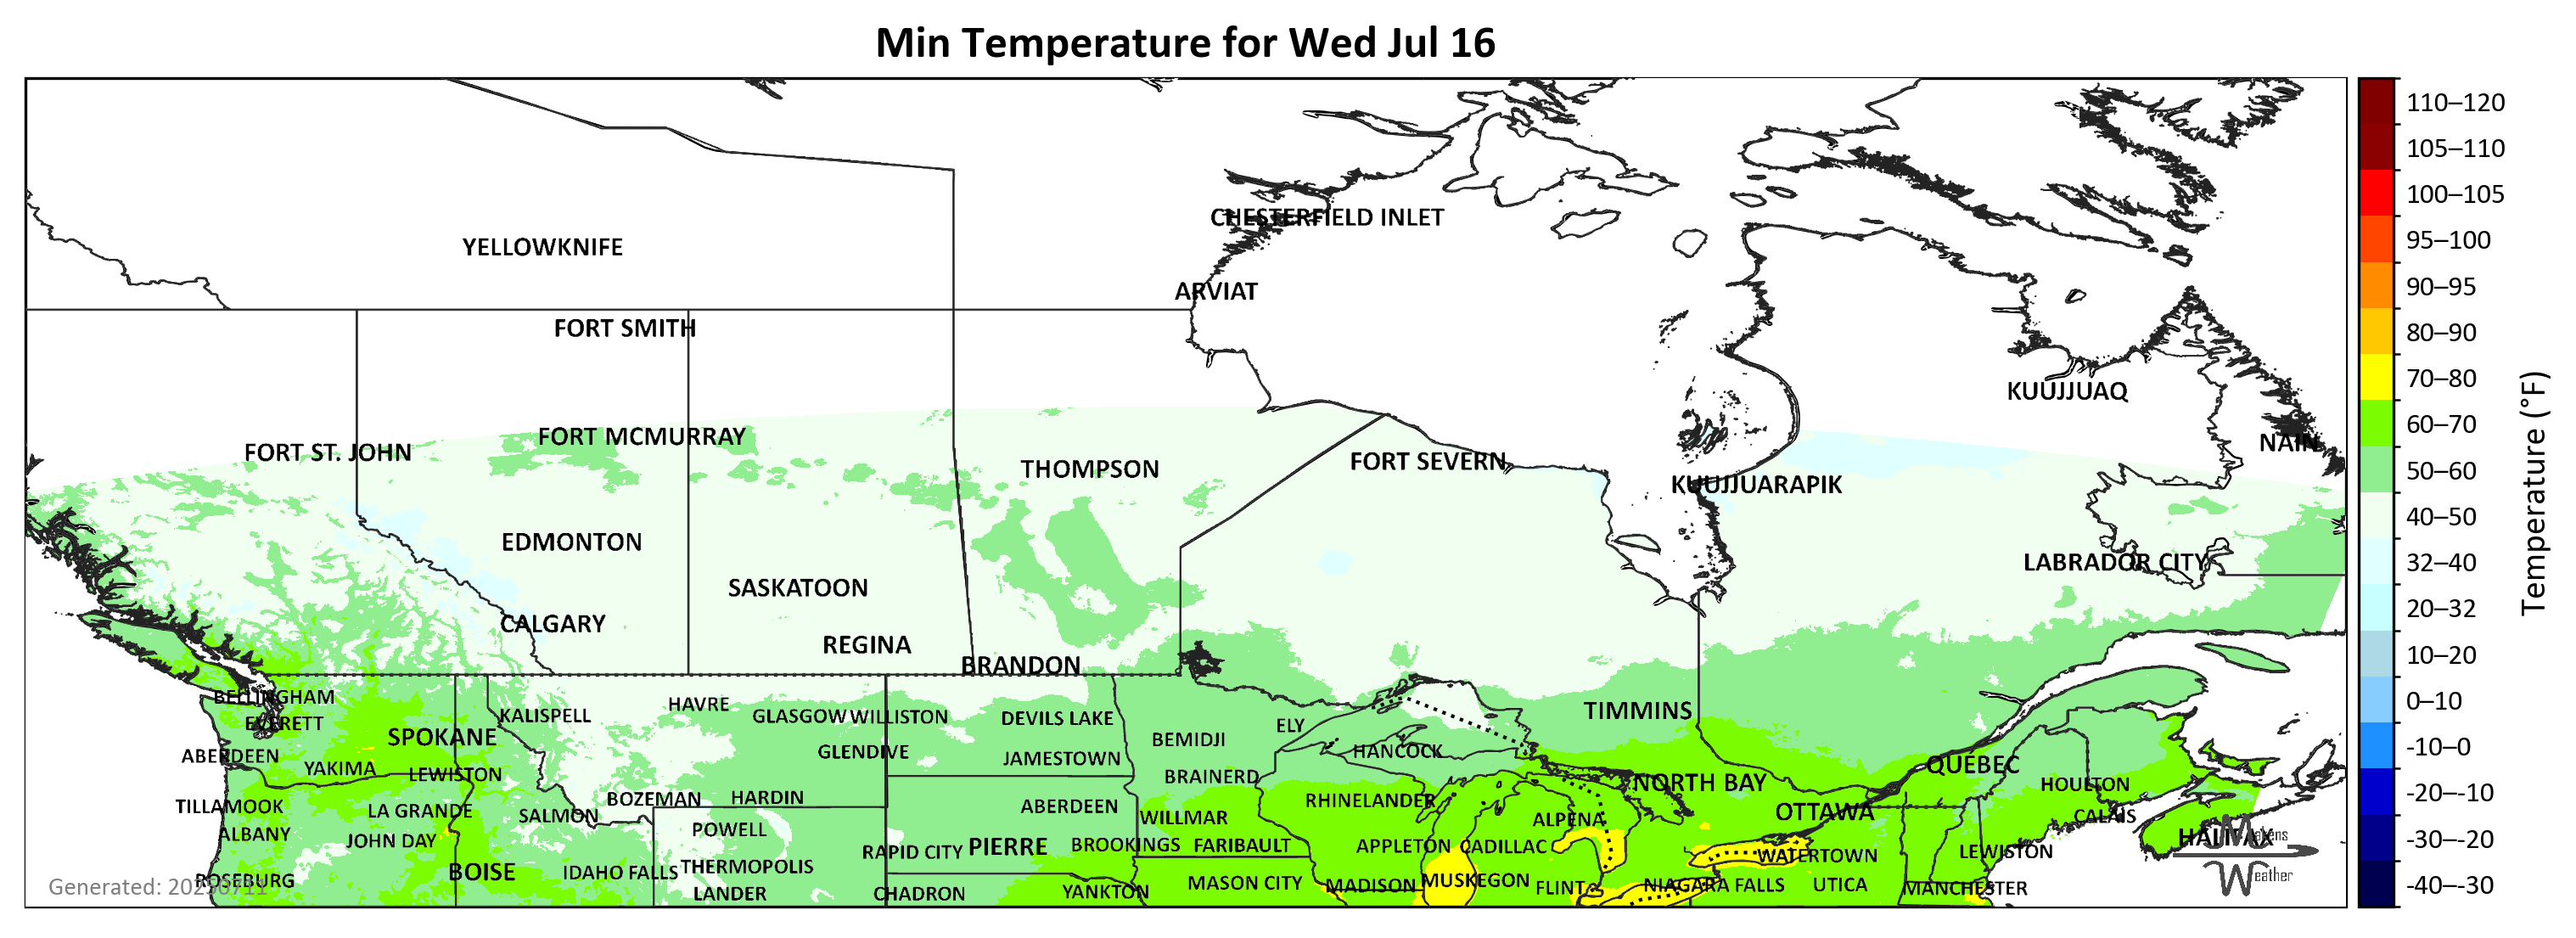 Min Temperature for Wed Jul 16
110–120
105–110
100–105
95–100
90–95
80–90
70–80
60–70
50–60
40–50
32–40
20–32
10–20
0–10
-10–0
-20–-10
-30–-20
-40–-30
Temperature (°F)
CHESTERFIELD INLET
YELLOWKNIFE
ARVIAT
FORT SMITH
KUUJJUAQ
FORT MCMURRAY
NAIN
FORT ST. JOHN
FORT SEVERN
THOMPSON
KUUJJUARAPIK
EDMONTON
LABRADOR CITY
SASKATOON
CALGARY
REGINA
BRANDON
BELLINGHAM
HAVRE
TIMMINS
KALISPELL
GLASGOW WILLISTON
DEVILS LAKE
EVERETT
ELY
SPOKANE
BEMIDJI
ABERDEEN
GLENDIVE
JAMESTOWN
HANCOCK
QUÉBEC
YAKIMA
LEWISTON
BRAINERD
NORTH BAY
HOULTON
BOZEMAN
HARDIN
RHINELANDER
TILLAMOOK
LA GRANDE
SALMON
ABERDEEN
WILLMAR
ALPENA
OTTAWA
CALAIS
ALBANY
JOHN DAY
POWELL
HALIFAX
Makens
Weather
RAPID CITY
PIERRE
BROOKINGS
FARIBAULT
APPLETON
CADILLAC
WATERTOWN
LEWISTON
BOISE
IDAHO FALLS
THERMOPOLIS
ROSEBURG
Generated: 20250711
LANDER
CHADRON
YANKTON
MASON CITY
MADISON
MUSKEGON
FLINT
NIAGARA FALLS
UTICA
MANCHESTER